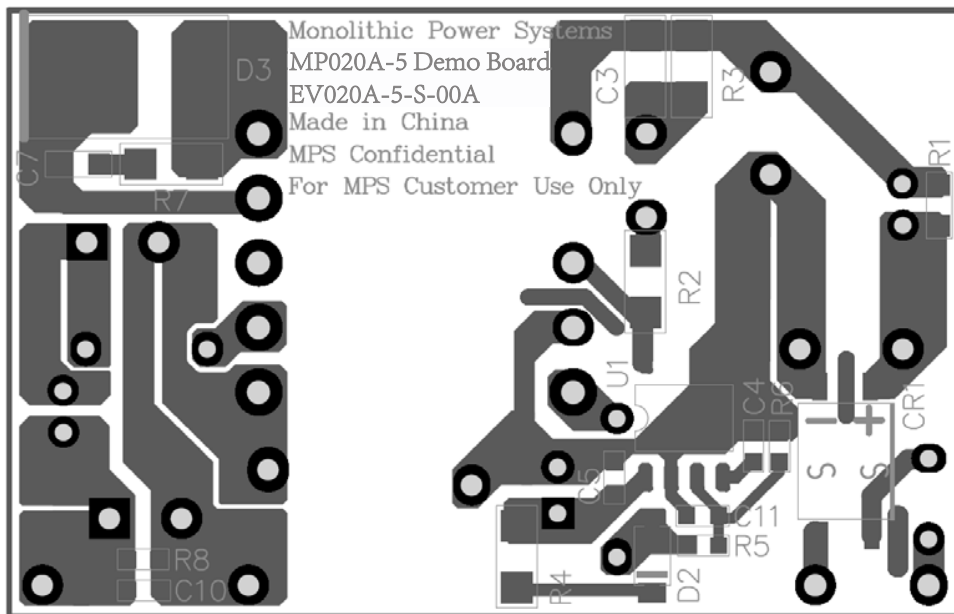 Monolithic Power Systems
MP020A-5 Demo Board
EV020A-5-S-00A
Made in China
MPS Confidential
For MPS Customer Use Only
D3
C7
R7
C3
R3
R1
R2
U1
C4
R6
CR1
− +
S S
C5
C11
R5
R4
D2
R8
C10